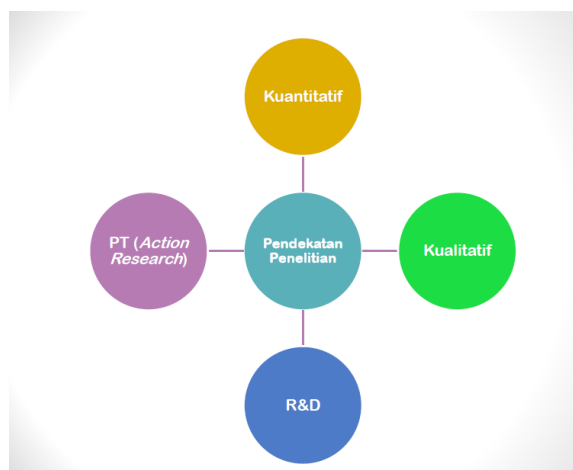 Kuantitatif
PT (Action
Research)
Pendekatan
Penelitian
Kualitatif
R&D